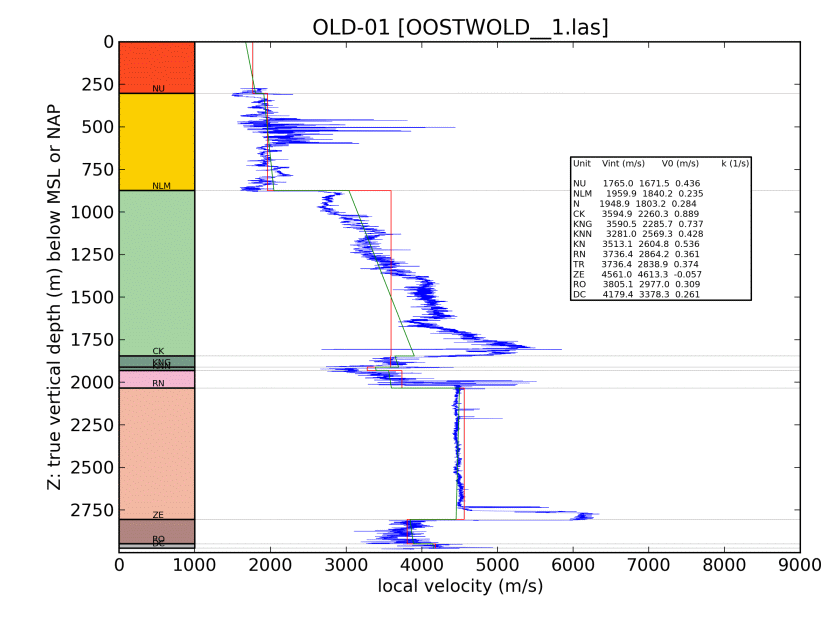 OLD-01 [OOSTWOLD__1.las]
Z: true vertical depth (m) below MSL or NAP
0
250
500
750
1000
1250
1500
1750
2000
2250
2500
2750
NU
NLM
CK
KNG
KNN
RN
ZE
RO
DC
Unit Vint (m/s) V0 (m/s) k (1/s)
NU 1765.0 1671.5 0.436
NLM 1959.9 1840.2 0.235
N 1948.9 1803.2 0.284
CK 3594.9 2260.3 0.889
KNG 3590.5 2285.7 0.737
KNN 3281.0 2569.3 0.428
KN 3513.1 2604.8 0.536
RN 3736.4 2864.2 0.361
TR 3736.4 2838.9 0.374
ZE 4561.0 4613.3 -0.057
RO 3805.1 2977.0 0.309
DC 4179.4 3378.3 0.261
0 1000 2000 3000 4000 5000 6000 7000 8000 9000
local velocity (m/s)